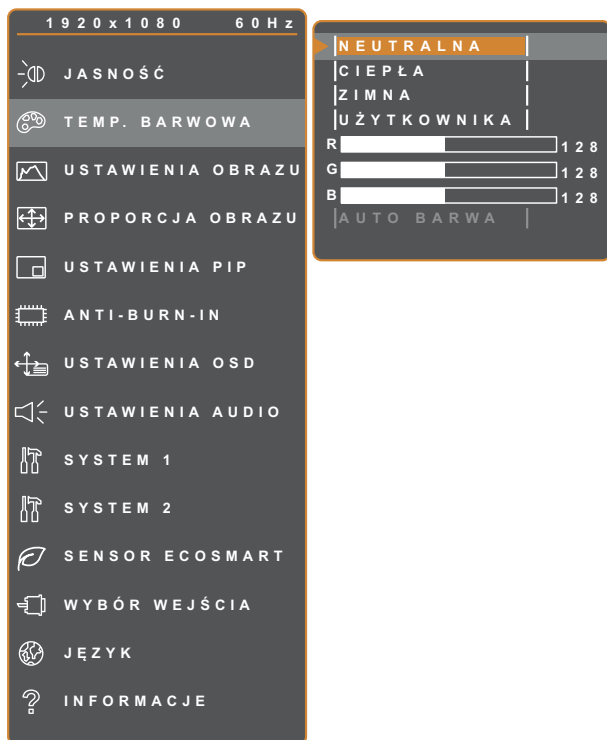 1920x1080 60Hz
JASNOŚĆ
TEMP. BARWOWA
USTAWIENIA OBRAZU
PROPORCJA OBRAZU
USTAWIENIA PIP
ANTI-BURN-IN
USTAWIENIA OSD
USTAWIENIA AUDIO
SYSTEM 1
SYSTEM 2
SENSOR ECOSMART
WYBÓR WEJŚCIA
JĘZYK
INFORMACJE
NEUTRALNA
CIEPŁA
ZIMNA
UŻYTKOWNIKA
R 128
G 128
B 128
AUTO BARWA